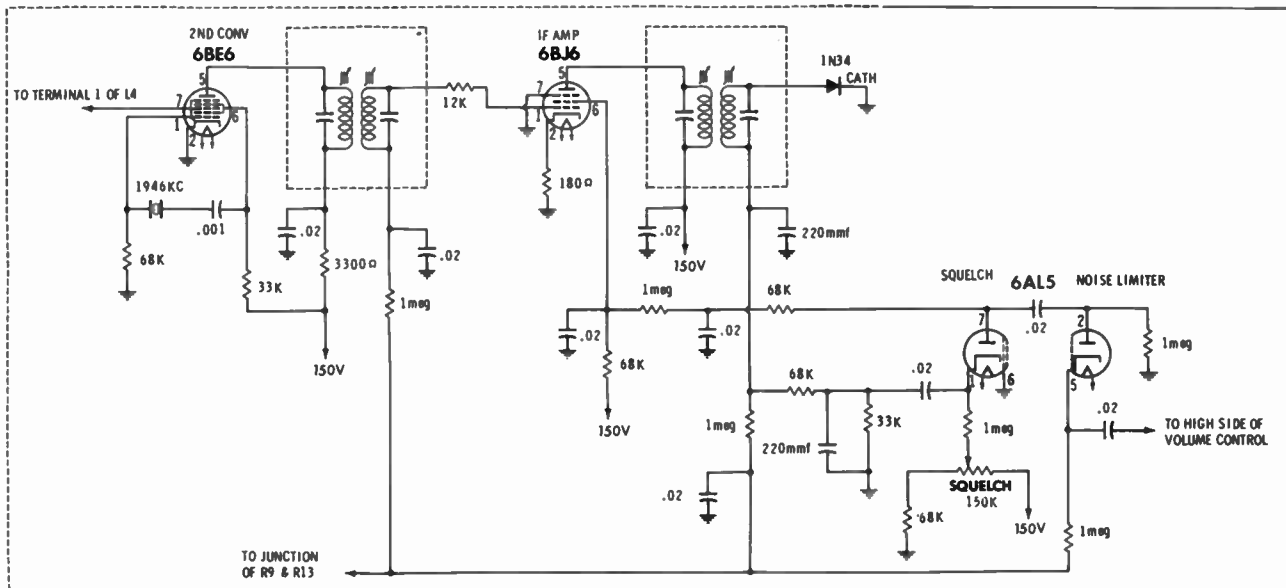 2ND CONV
6BE6
IF AMP
6BJ6
1N34
CATH
5
5
TO TERMINAL 1 OF L4
7
6
1
2
12K
7
6
1
2
1946KC
180Ω
.001
.02
.02
.02
220mmf
68K
3300Ω
33K
1meg
150V
150V
SQUELCH
6AL5
NOISE LIMITER
1meg
68K
7
.02
2
.02
.02
1meg
68K
1
6
5
68K
.02
150V
1meg
33K
1meg
.02
TO HIGH SIDE OF
VOLUME CONTROL
220mmf
.02
SQUELCH
150K
68K
150V
1meg
TO JUNCTION
OF R9 & R13